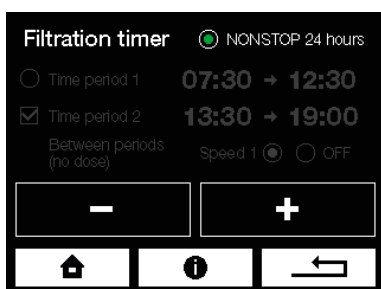 Filtration timer NONSTOP 24 hours
Time period 1 07:30 → 12:30
Time period 2 13:30 → 19:00
Between periods Speed 1 OFF
(no dose)